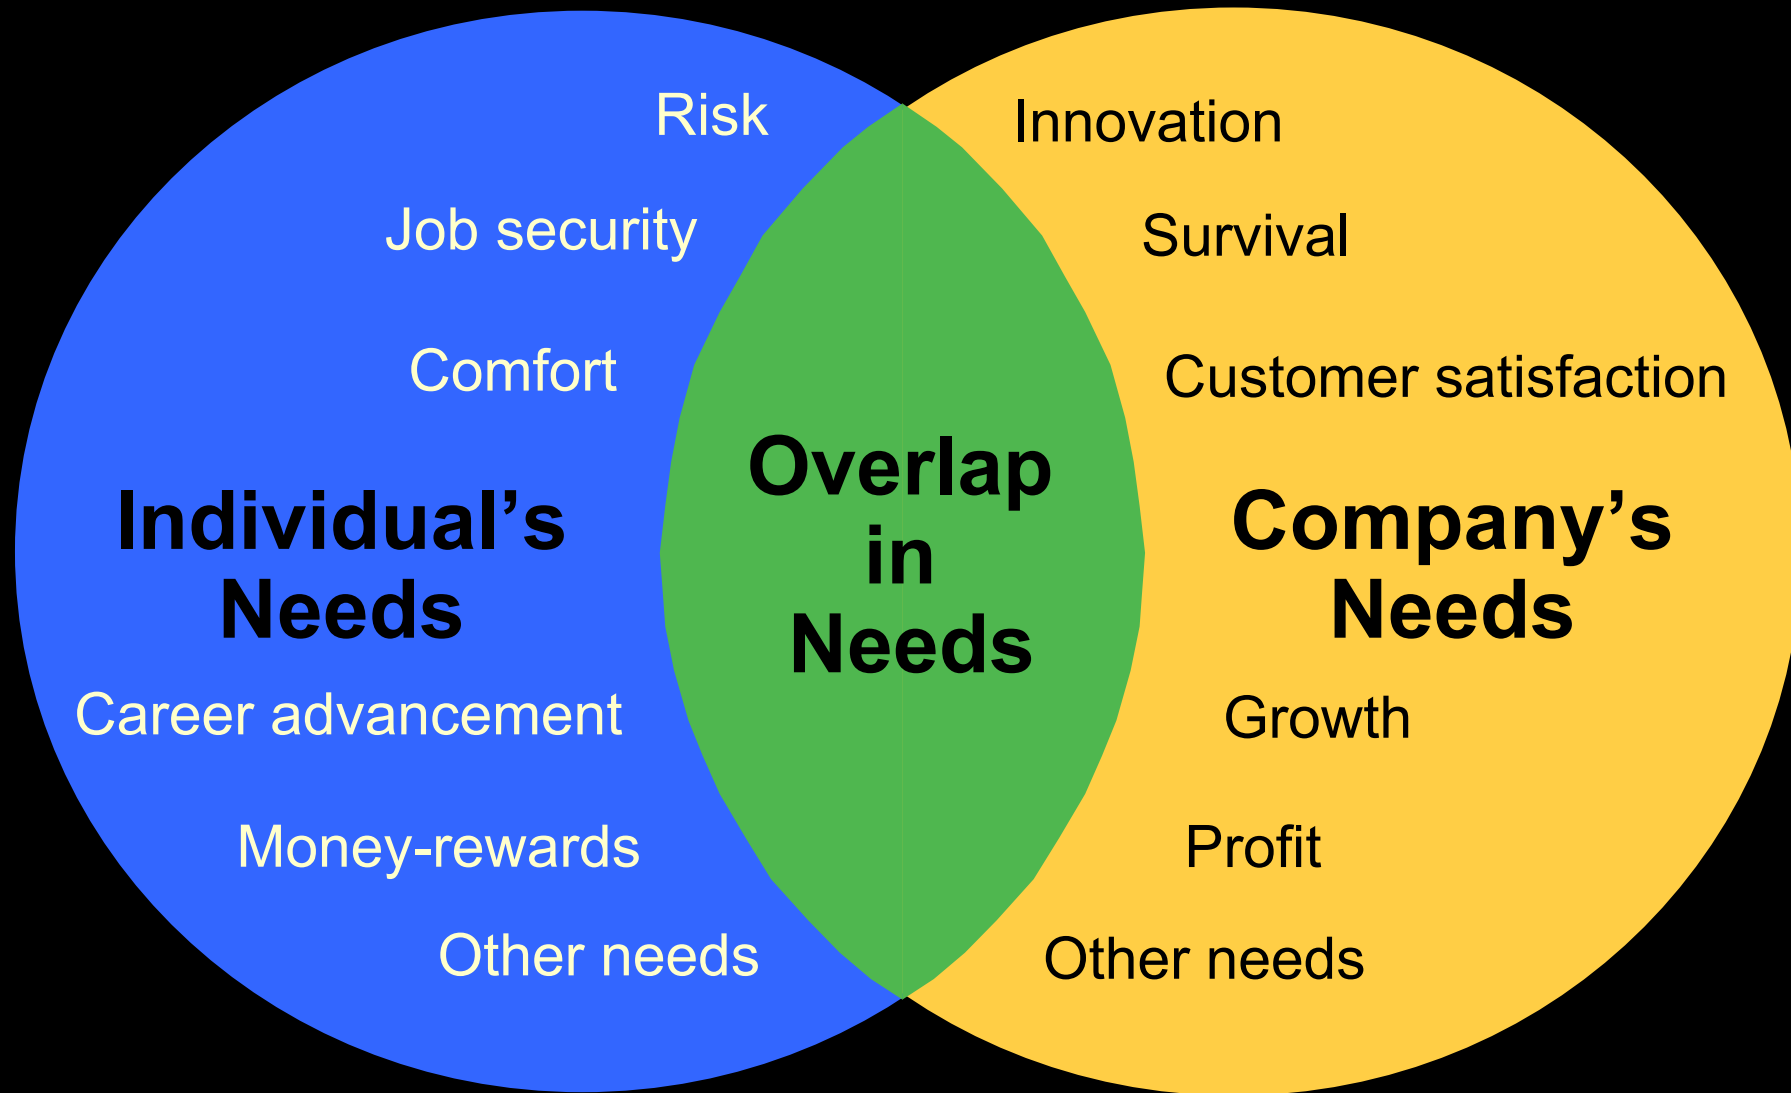 Risk
Job security
Comfort
Individual’s
Needs
Career advancement
Money-rewards
Other needs
Overlap
in
Needs
Innovation
Survival
Customer satisfaction
Company’s
Needs
Growth
Profit
Other needs